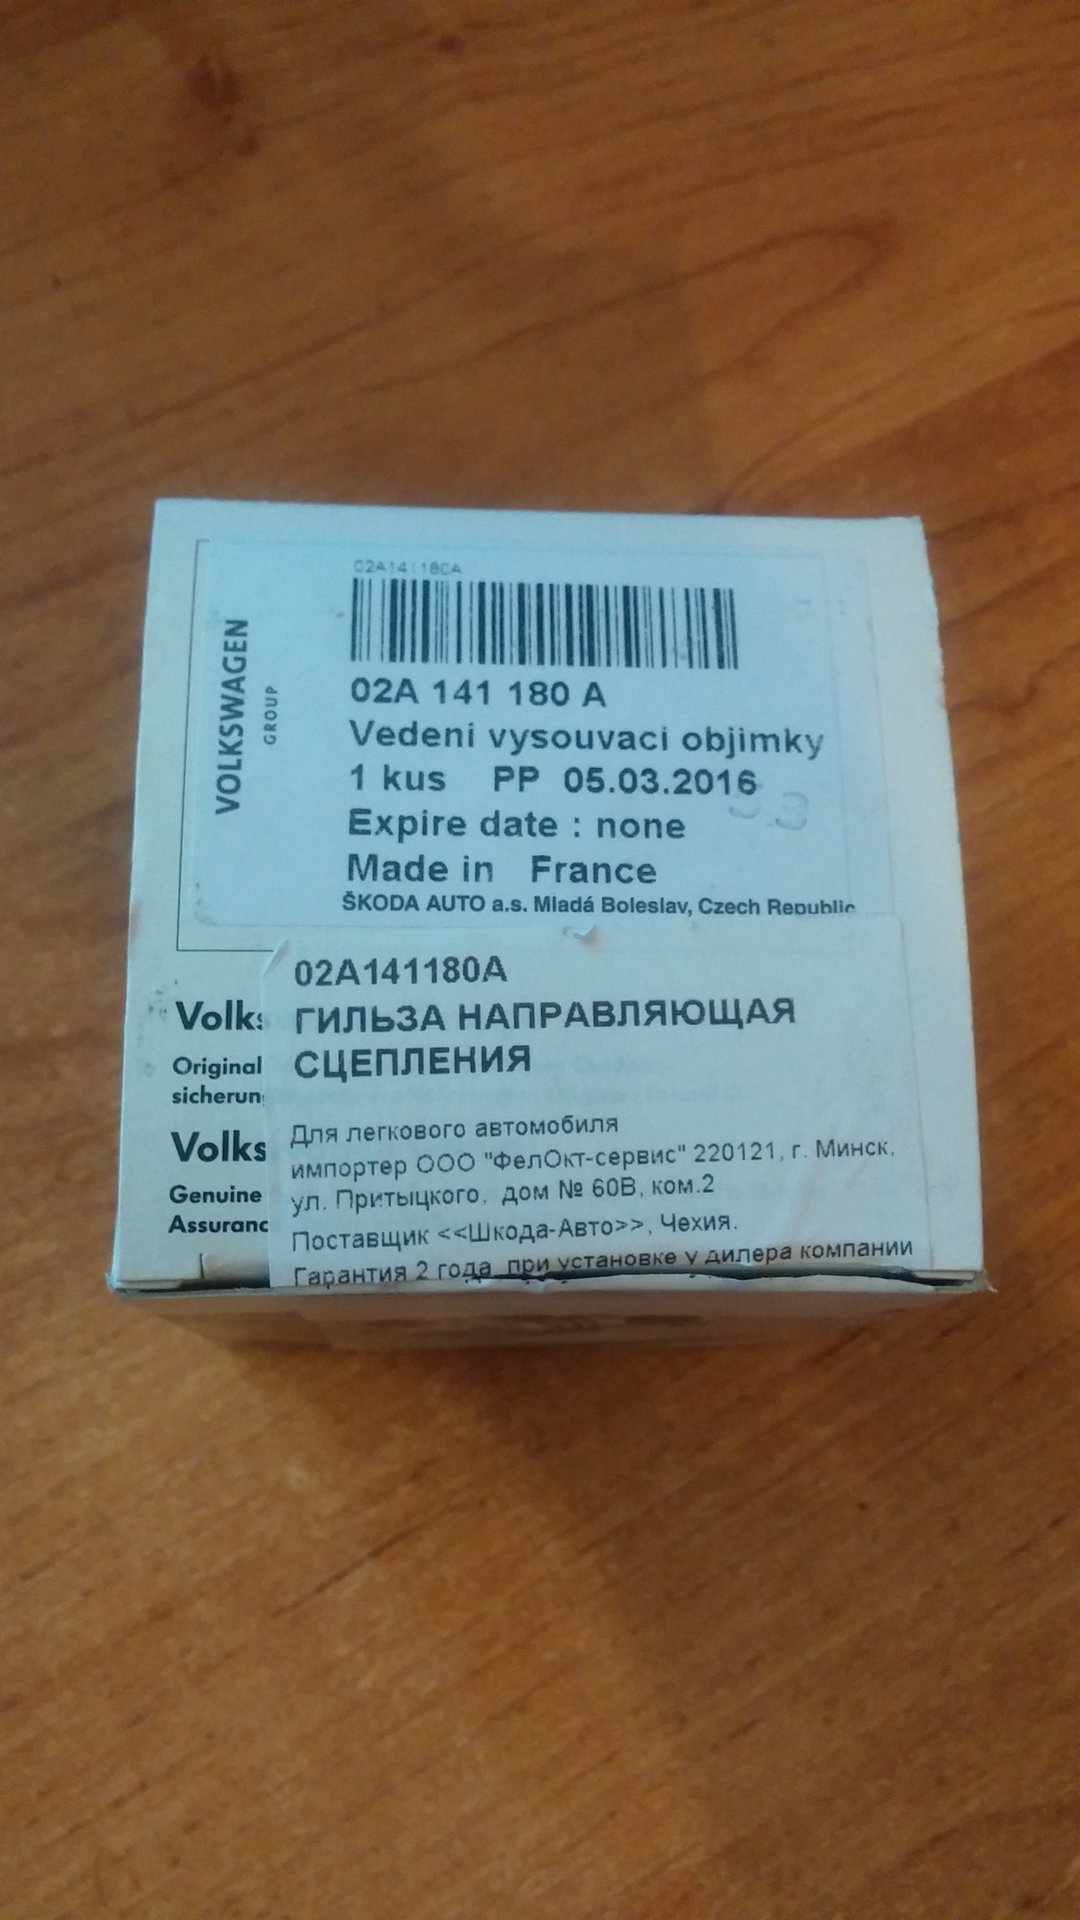 02A141180A
VOLKSWAGEN
GROUP
02A 141 180 A
Vedeni vysouvaci objimky
1 kus PP 05.03.2016
Expire date : none
Made in France
ŠKODA AUTO a.s. Mladá Boleslav, Czech Republic
02A141180A
ГИЛЬЗА НАПРАВЛЯЮЩАЯ
СЦЕПЛЕНИЯ
Для легкового автомобиля
импортер ООО "ФелОкт-сервис" 220121, г. Минск,
ул. Притыцкого, дом № 60В, ком.2
Поставщик <<Шкода-Авто>>, Чехия.
Гарантия 2 года при установке у дилера компании
Volks
Original
sicherun
Volks
Genuine
Assuranc